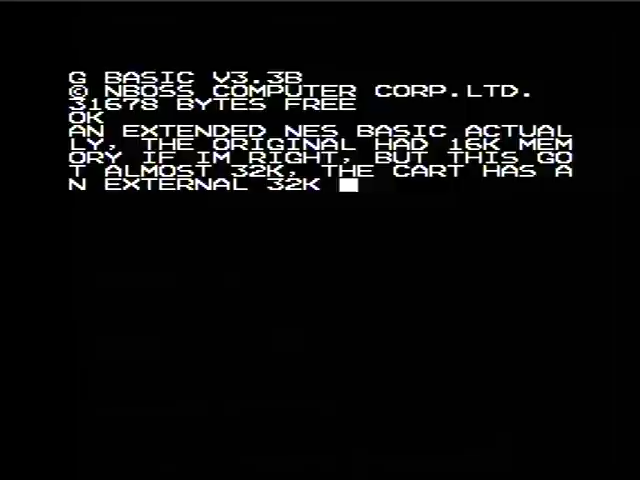 G BASIC V3.3B
© NBOSS COMPUTER CORP.LTD.
31678 BYTES FREE
OK
AN EXTENDED NES BASIC ACTUAL
LY, THE ORIGINAL HAD 16K MEM
ORY IF IM RIGHT, BUT THIS GO
T ALMOST 32K, THE CART HAS A
N EXTERNAL 32K